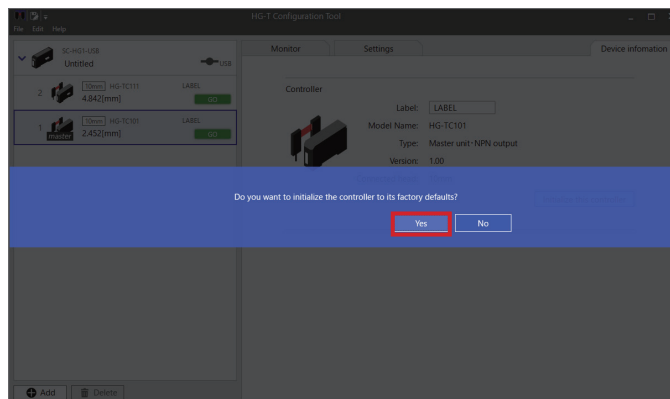 HG-T Configuration Tool
File Edit Help
SC-HG1-USB
Untitled
USB
2
10mm HG-TC111
LABEL
4.842[mm]
GO
1
master
10mm HG-TC101
LABEL
2.452[mm]
GO
Monitor
Settings
Device infomation
Controller
Label: LABEL
Model Name: HG-TC101
Type: Master unit・NPN output
Version: 1.00
Do you want to initialize the controller to its factory defaults?
Yes
No
Add
Delete